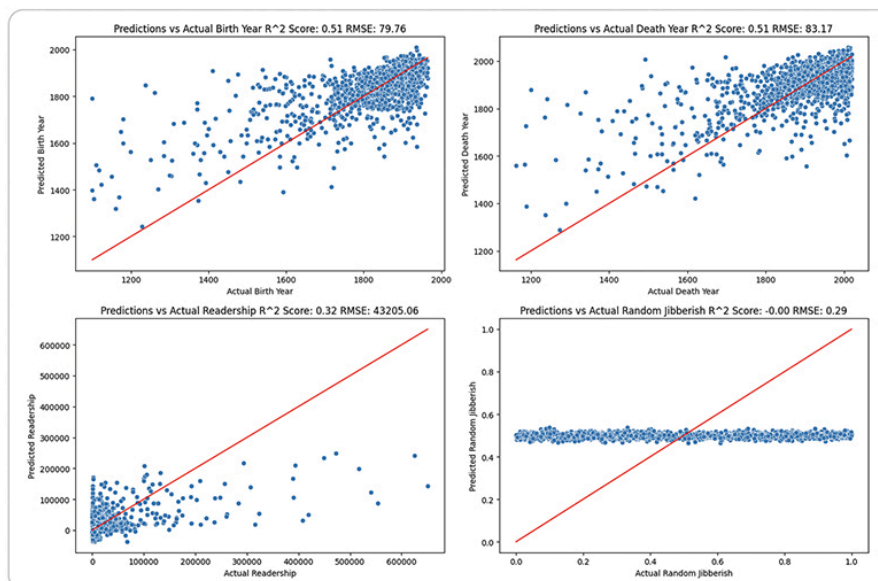 Predictions vs Actual Birth Year R^2 Score: 0.51 RMSE: 79.76
2000
1800
1600
1400
1200
Predicted Birth Year
1200 1400 1600 1800 2000
Actual Birth Year
Predictions vs Actual Death Year R^2 Score: 0.51 RMSE: 83.17
2000
1800
1600
1400
1200
Predicted Death Year
1200 1400 1600 1800 2000
Actual Death Year
Predictions vs Actual Readership R^2 Score: 0.32 RMSE: 43205.06
600000
500000
400000
300000
200000
100000
0
Predicted Readership
0 100000 200000 300000 400000 500000 600000
Actual Readership
Predictions vs Actual Random Jibberish R^2 Score: -0.00 RMSE: 0.29
1.0
0.8
0.6
0.4
0.2
0.0
Predicted Random Jibberish
0.0 0.2 0.4 0.6 0.8 1.0
Actual Random Jibberish